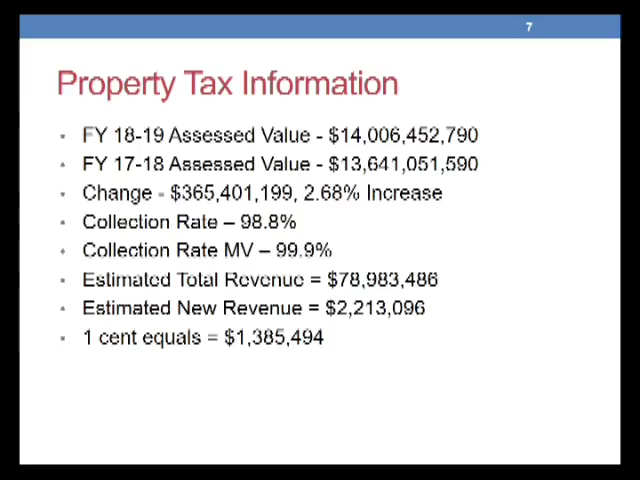 7
Property Tax Information
• FY 18-19 Assessed Value - $14,006,452,790
• FY 17-18 Assessed Value - $13,641,051,590
• Change - $365,401,199, 2.68% Increase
• Collection Rate – 98.8%
• Collection Rate MV – 99.9%
• Estimated Total Revenue = $78,983,486
• Estimated New Revenue = $2,213,096
• 1 cent equals = $1,385,494